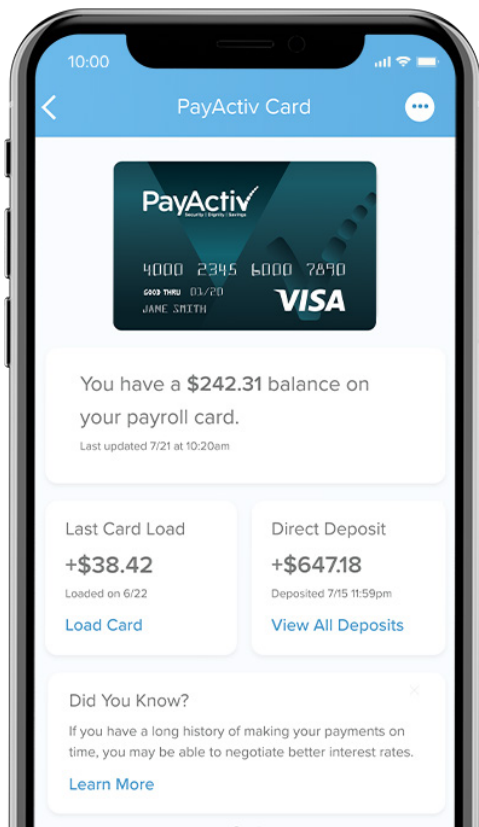 10:00
PayActiv Card
PayActiv
Security | Dignity | Savings
4000 2345 6000 7890
GOOD THRU 01/20
JANE SMITH
VISA
You have a $242.31 balance on
your payroll card.
Last updated 7/21 at 10:20am
Last Card Load
+$38.42
Loaded on 6/22
Load Card
Direct Deposit
+$647.18
Deposited 7/15 11:59pm
View All Deposits
Did You Know?
If you have a long history of making your payments on
time, you may be able to negotiate better interest rates.
Learn More